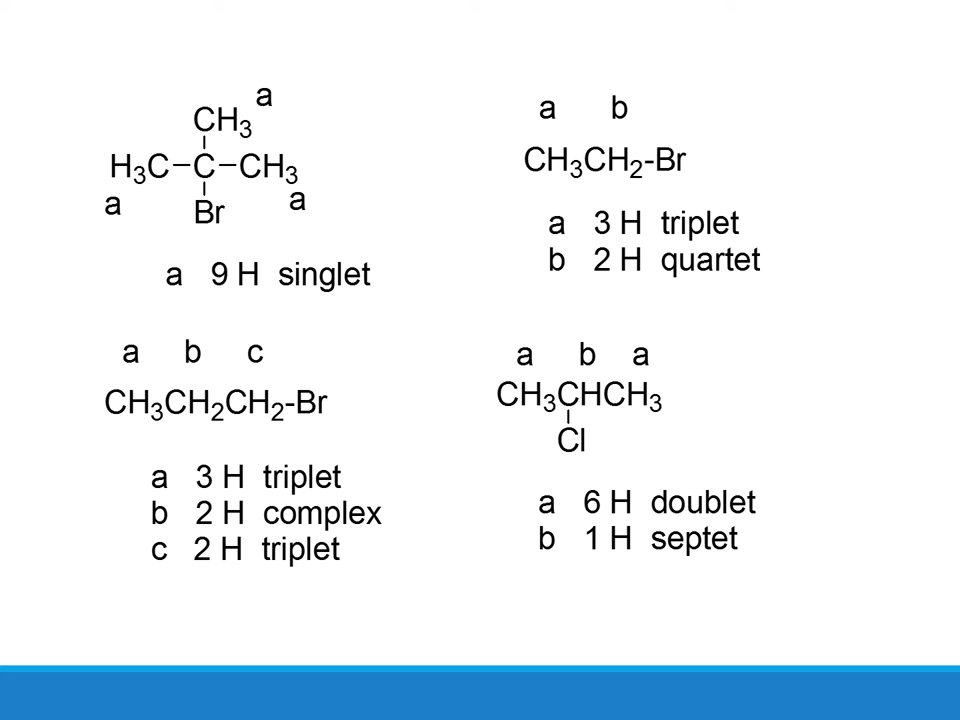 a
CH3
H3C-C-CH3
a a
Br
a 9 H singlet
a b
CH3CH2-Br
a 3 H triplet
b 2 H quartet
a b c
CH3CH2CH2-Br
a 3 H triplet
b 2 H complex
c 2 H triplet
a b a
CH3CHCH3
Cl
a 6 H doublet
b 1 H septet